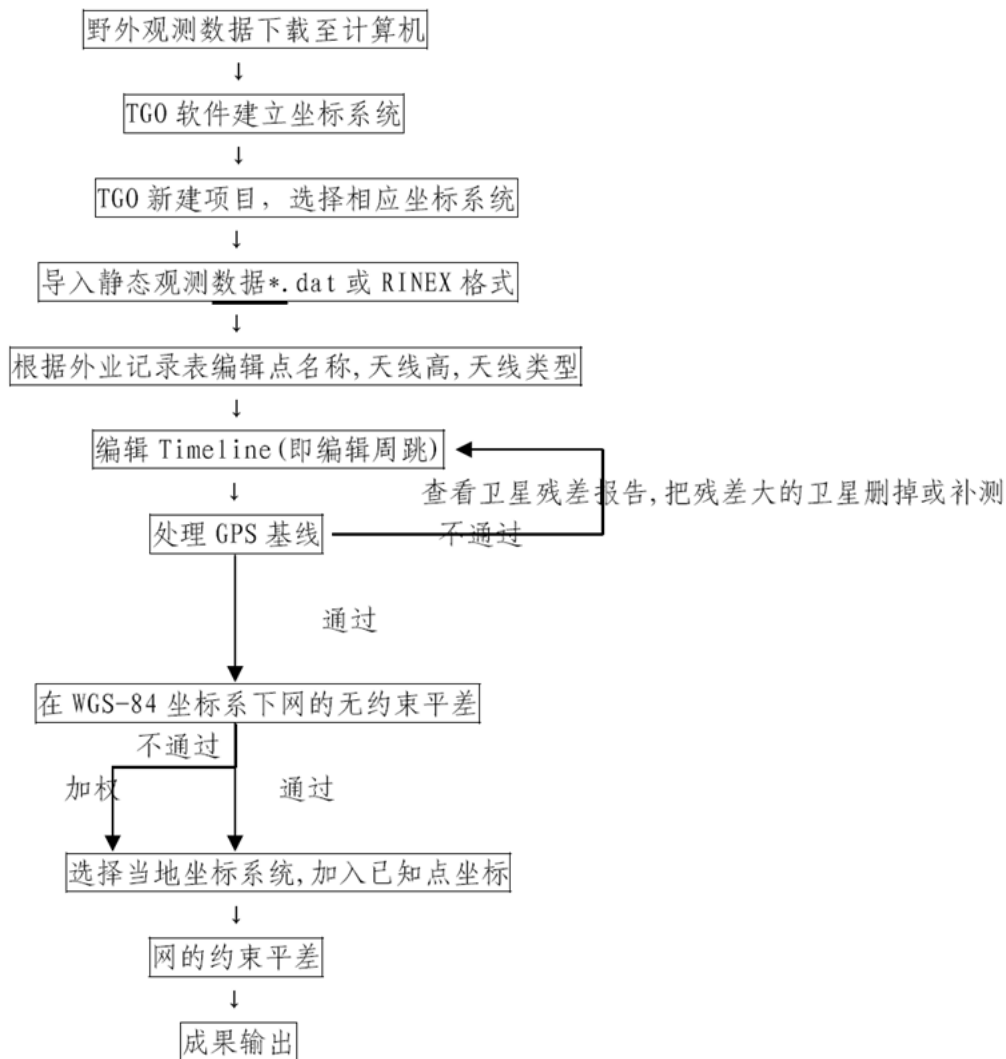 野外观测数据下载至计算机
↓
TGO 软件建立坐标系统
↓
TGO 新建项目，选择相应坐标系统
↓
导入静态观测数据*.dat 或 RINEX 格式
↓
根据外业记录表编辑点名称,天线高,天线类型
↓
编辑 Timeline(即编辑周跳)
↓
查看卫星残差报告,把残差大的卫星删掉或补测
处理 GPS 基线
不通过
通过
在 WGS-84 坐标系下网的无约束平差
不通过
加权
通过
选择当地坐标系统,加入已知点坐标
↓
网的约束平差
↓
成果输出